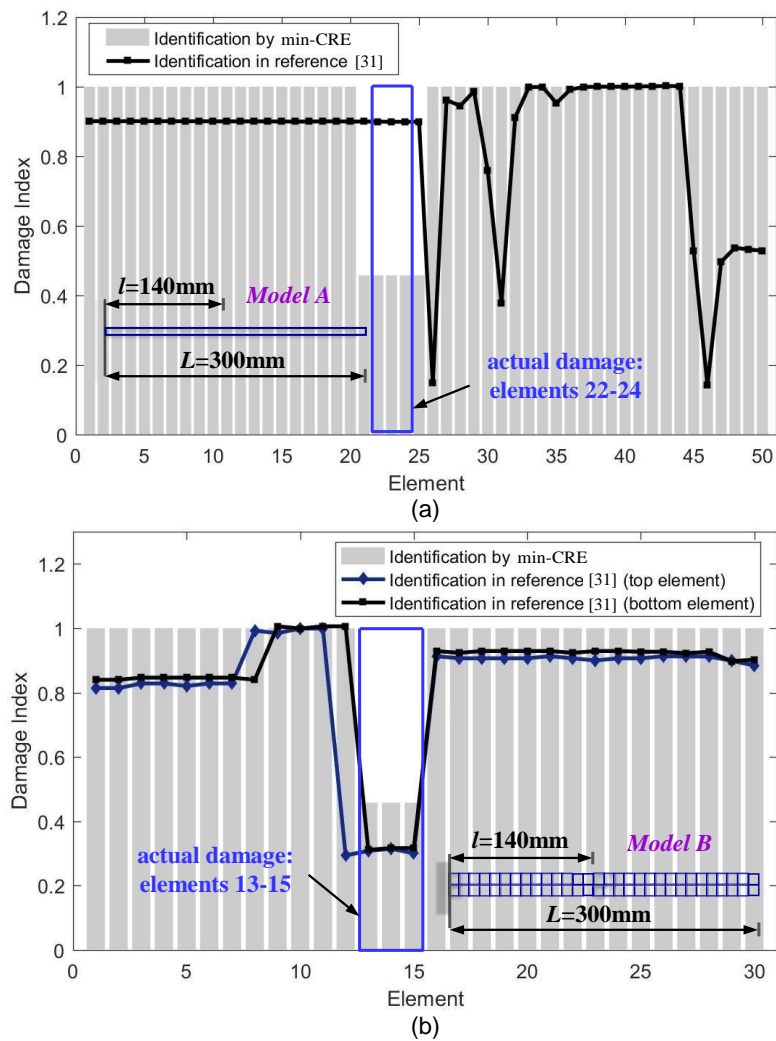 1.2
Identification by min-CRE
Identification in reference [31]
1
0.8
Damage Index
0.6
l=140mm
Model A
0.4
L=300mm
actual damage:
elements 22-24
0.2
0
0 5 10 15 20 25 30 35 40 45 50
Element
(a)
1.2
Identification by min-CRE
Identification in reference [31] (top element)
Identification in reference [31] (bottom element)
1
0.8
Damage Index
0.6
0.4
l=140mm
Model B
actual damage:
elements 13-15
0.2
L=300mm
0
0 5 10 15 20 25 30
Element
(b)